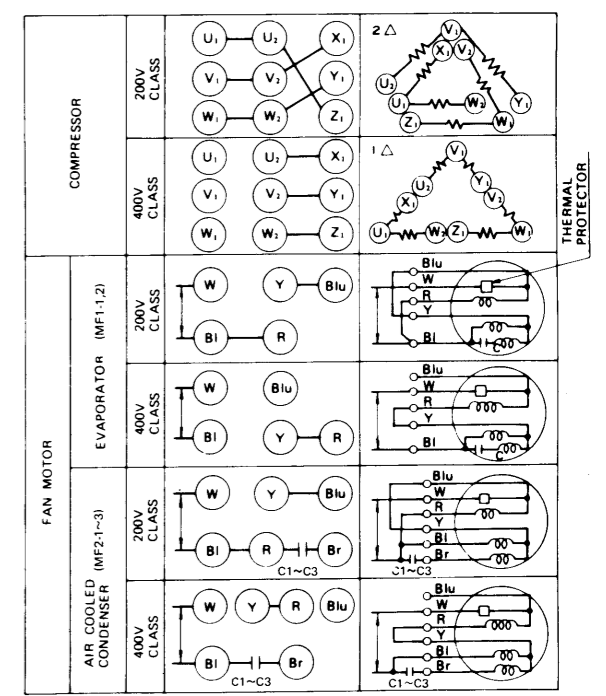 COMPRESSOR
200V CLASS
U1 U2 X1
V1 V2 Y1
W1 W2 Z1
2 △
V1
X1 V2
U2
U1 W2 Y1
Z1 W1
400V CLASS
U1 U2 X1
V1 V2 Y1
W1 W2 Z1
1 △
V1
U2 Y1
X1 V2
U1 W2 Z1 W1
THERMAL PROTECTOR
FAN MOTOR
EVAPORATOR (MF1-1,2)
200V CLASS
W Y Blu
Bl R
Blu
W
R
Y
Bl
C
400V CLASS
W Blu
Bl Y R
Blu
W
R
Y
Bl
C
AIR COOLED CONDENSER (MF2-1~3)
200V CLASS
W Y Blu
Bl R Br
C1~C3
Blu
W
R
Y
Bl
Br
C1~C3
400V CLASS
W Y R Blu
Bl Br
C1~C3
Blu
W
R
Y
Bl
Br
C1~C3